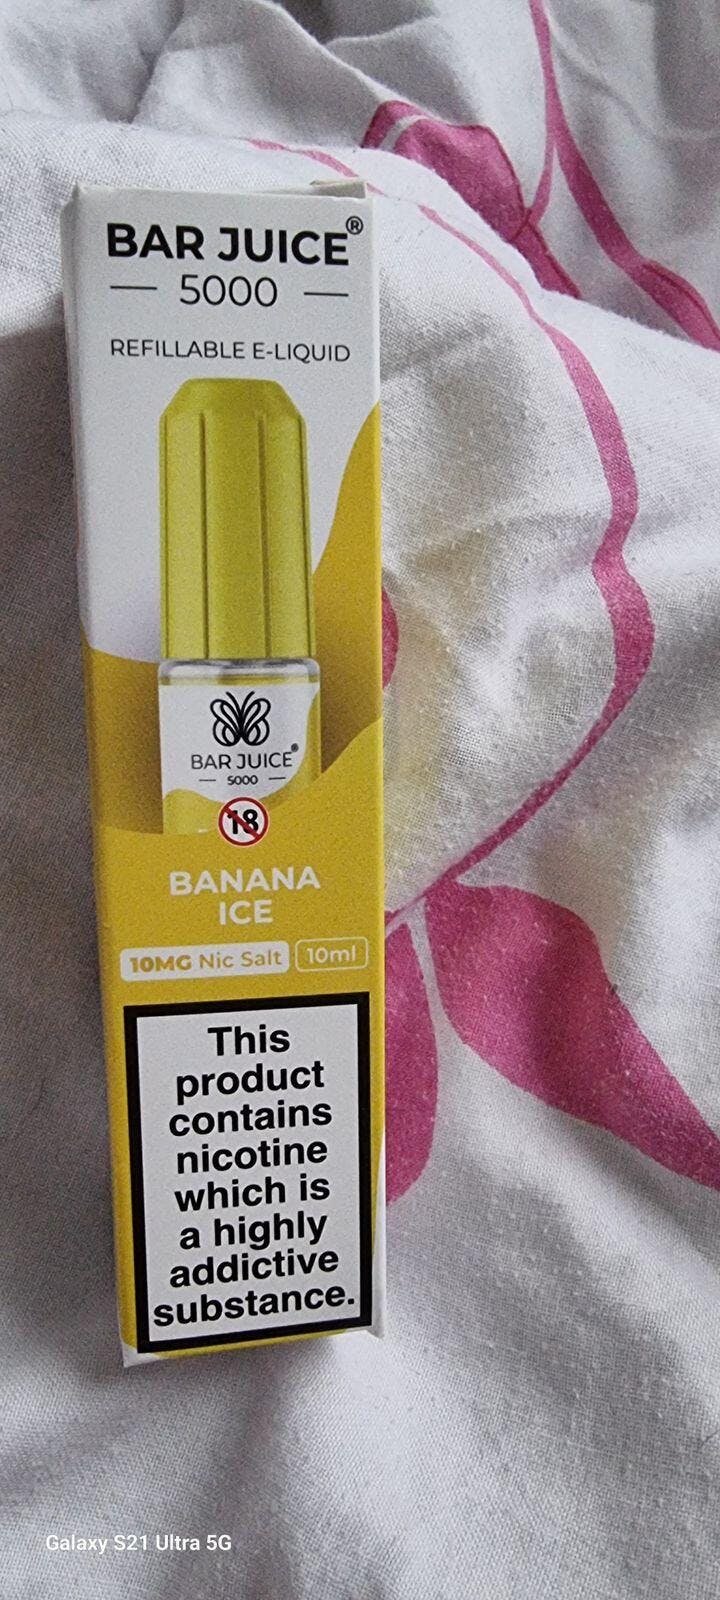 BAR JUICE®
5000
REFILLABLE E-LIQUID
BAR JUICE®
5000
18
BANANA
ICE
10MG Nic Salt 10ml
This
product
contains
nicotine
which is
a highly
addictive
substance.
Galaxy S21 Ultra 5G